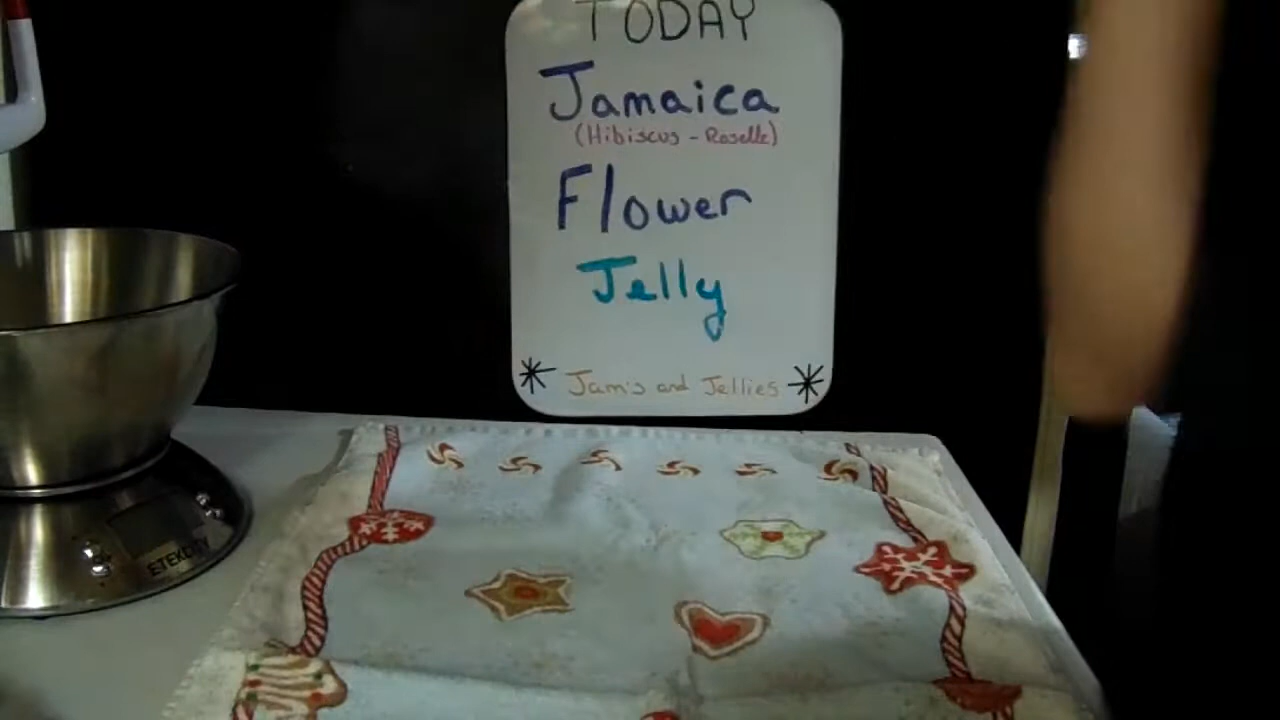 TODAY
Jamaica
(Hibiscus - Roselle)
Flower
Jelly
Jams and Jellies
ETEKCITY